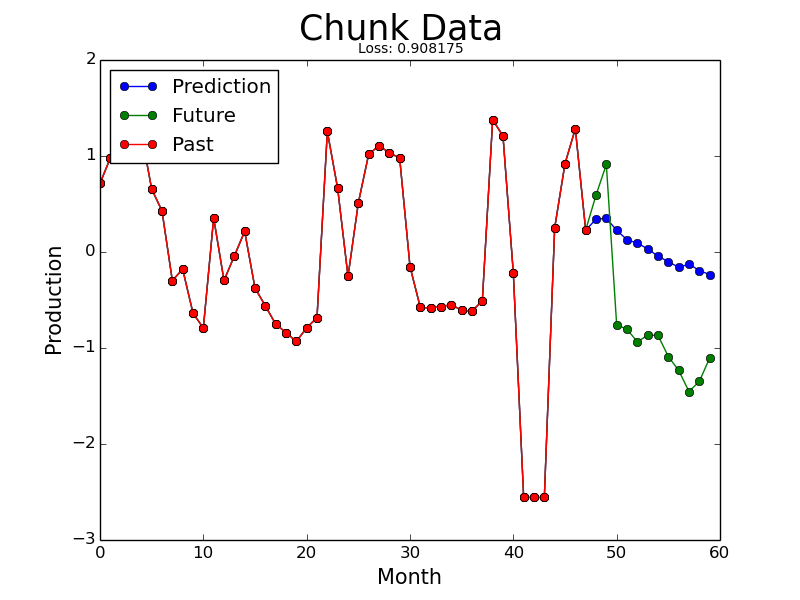 Chunk Data
Loss: 0.908175
2
1
0
−1
−2
−3
Production
Prediction
Future
Past
0 10 20 30 40 50 60
Month